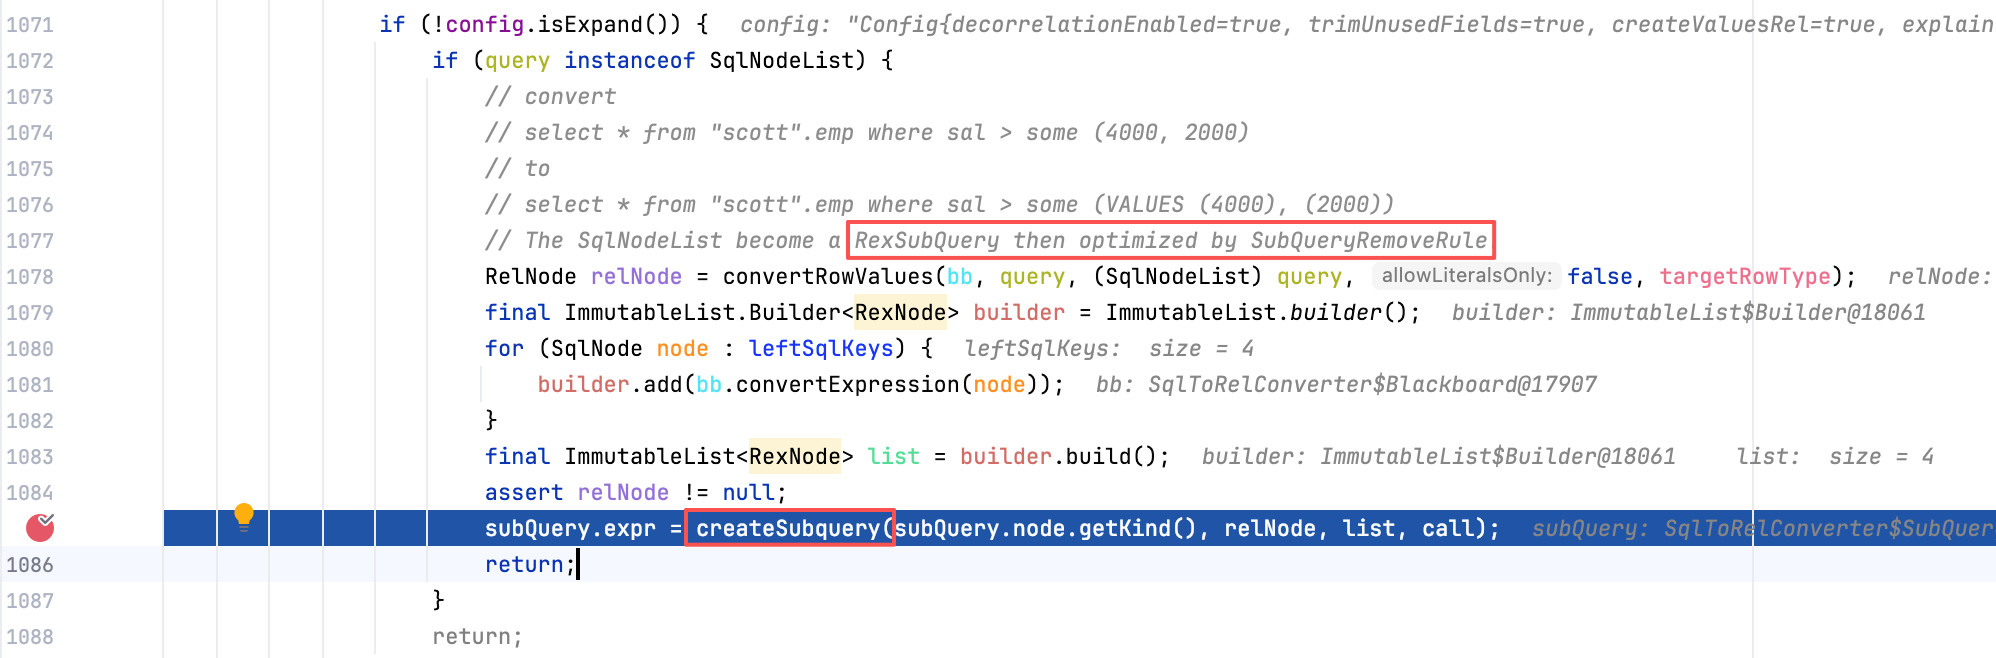 1071 if (!config.isExpand()) { config: "Config{decorrelationEnabled=true, trimUnusedFields=true, createValuesRel=true, explain
1072 if (query instanceof SqlNodeList) {
1073 // convert
1074 // select * from "scott".emp where sal > some (4000, 2000)
1075 // to
1076 // select * from "scott".emp where sal > some (VALUES (4000), (2000))
1077 // The SqlNodeList become a RexSubQuery then optimized by SubQueryRemoveRule
1078 RelNode relNode = convertRowValues(bb, query, (SqlNodeList) query, allowLiteralsOnly: false, targetRowType); relNode:
1079 final ImmutableList.Builder<RexNode> builder = ImmutableList.builder(); builder: ImmutableList$Builder@18061
1080 for (SqlNode node : leftSqlKeys) { leftSqlKeys: size = 4
1081 builder.add(bb.convertExpression(node)); bb: SqlToRelConverter$Blackboard@17907
1082 }
1083 final ImmutableList<RexNode> list = builder.build(); builder: ImmutableList$Builder@18061 list: size = 4
1084 assert relNode != null;
subQuery.expr = createSubquery(subQuery.node.getKind(), relNode, list, call); subQuery: SqlToRelConverter$SubQuer
1086 return;
1087 }
1088 return;